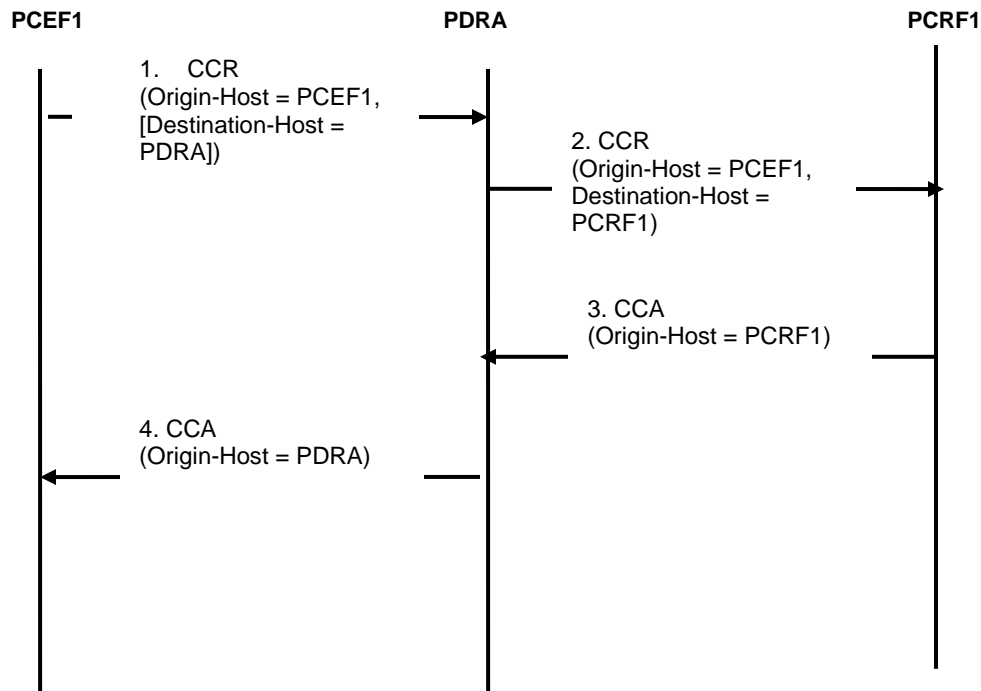 PCEF1 PDRA PCRF1
1. CCR
(Origin-Host = PCEF1,
[Destination-Host =
PDRA])
2. CCR
(Origin-Host = PCEF1,
Destination-Host =
PCRF1)
3. CCA
(Origin-Host = PCRF1)
4. CCA
(Origin-Host = PDRA)